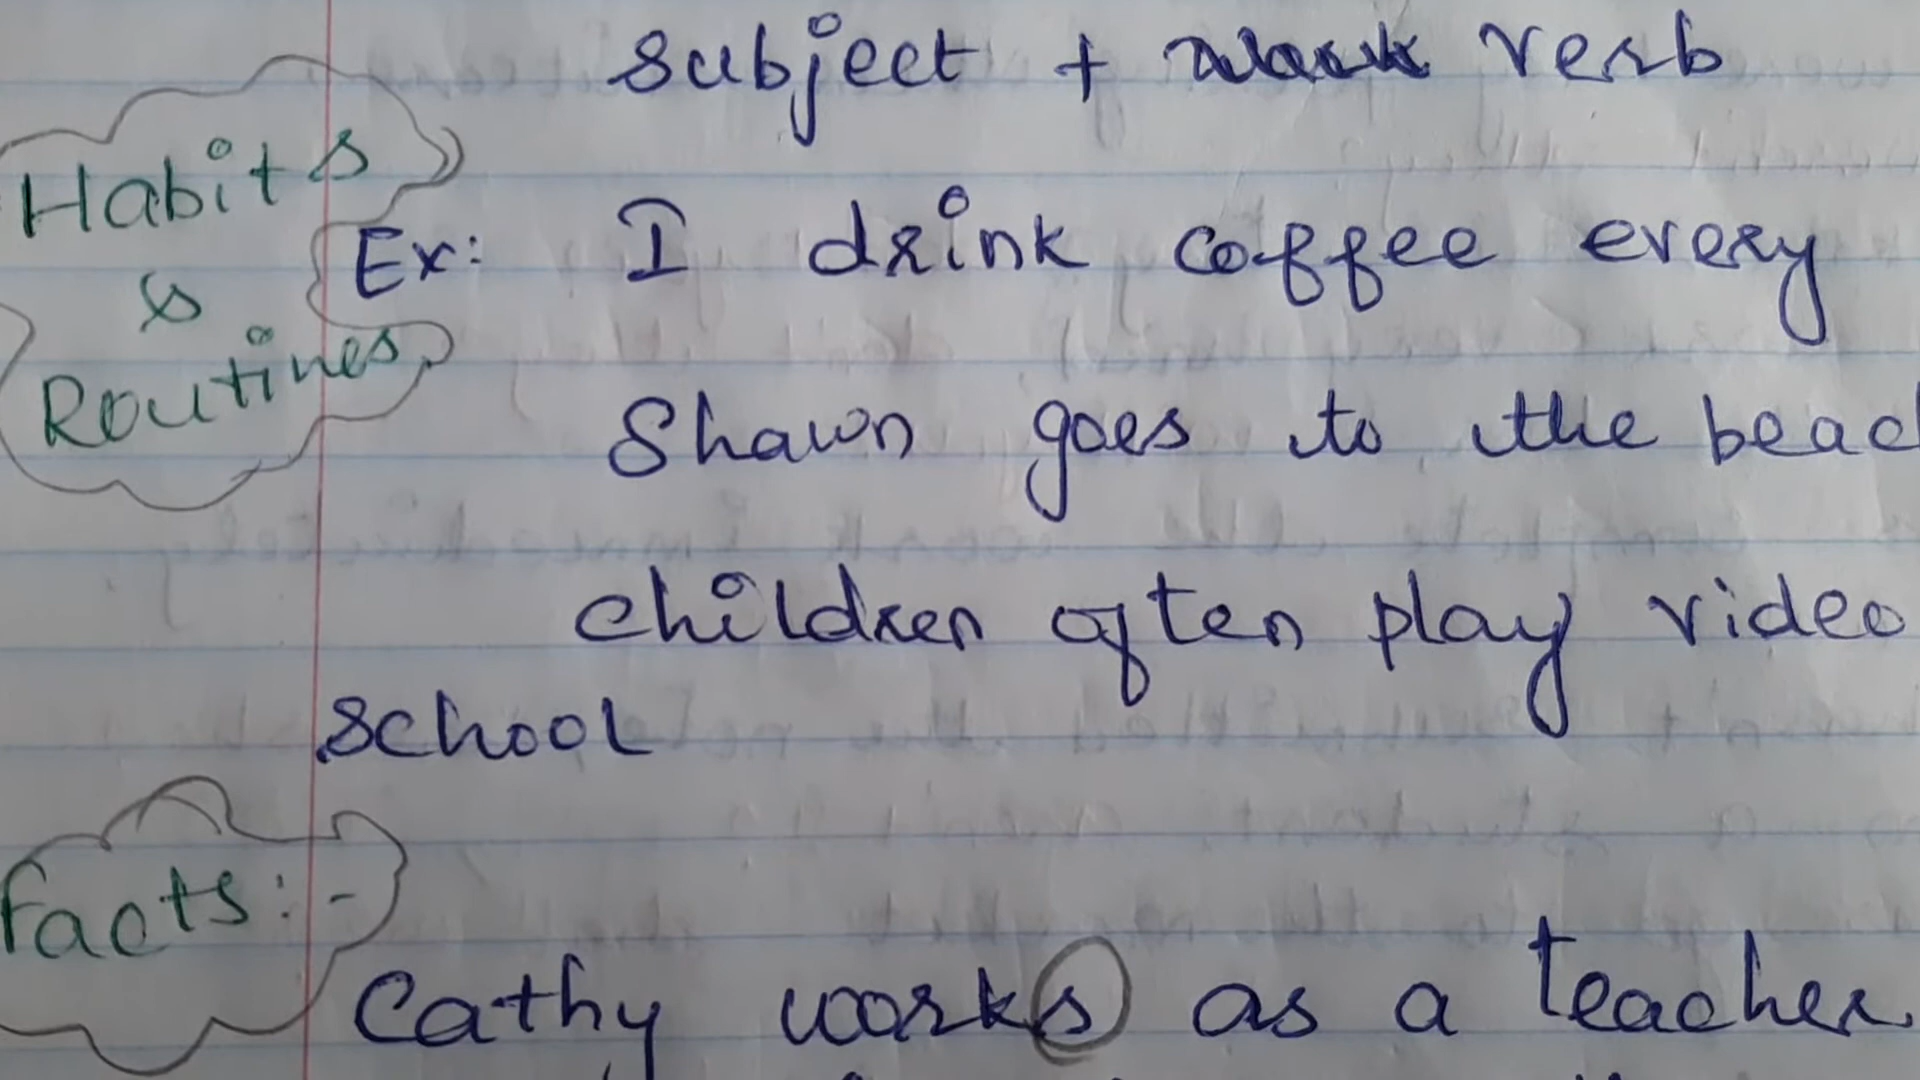 subject + verb
Habits
&
Routines
Ex: I drink coffee every
Shawn goes to the beac
children often play video
school
Facts:-
Cathy works as a teacher